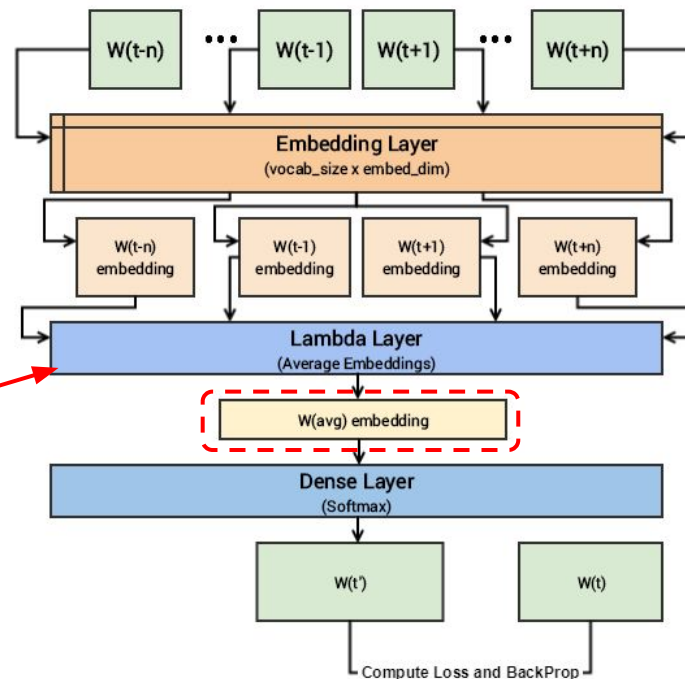 W(t-n) ••• W(t-1) W(t+1) ••• W(t+n)
Embedding Layer
(vocab_size x embed_dim)
W(t-n)
embedding
W(t-1)
embedding
W(t+1)
embedding
W(t+n)
embedding
Lambda Layer
(Average Embeddings)
W(avg) embedding
Dense Layer
(Softmax)
W(t')
W(t)
Compute Loss and BackProp